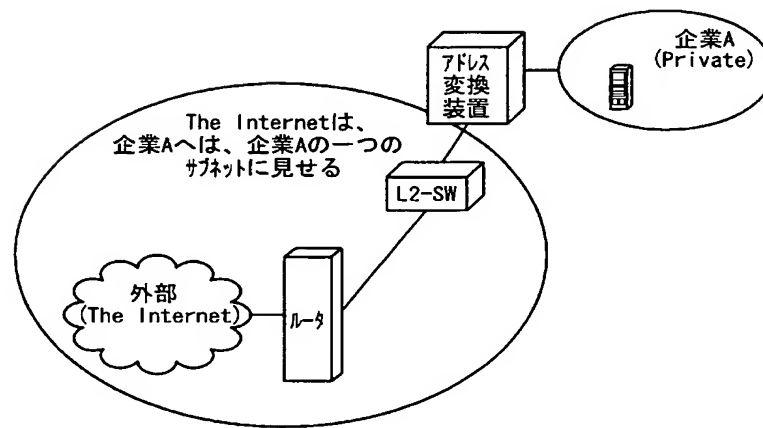 企業A
(Private)
アドレス
変換
装置
The Internetは、
企業Aへは、企業Aの一つの
サブネットに見せる
L2-SW
外部
(The Internet)
ルータ